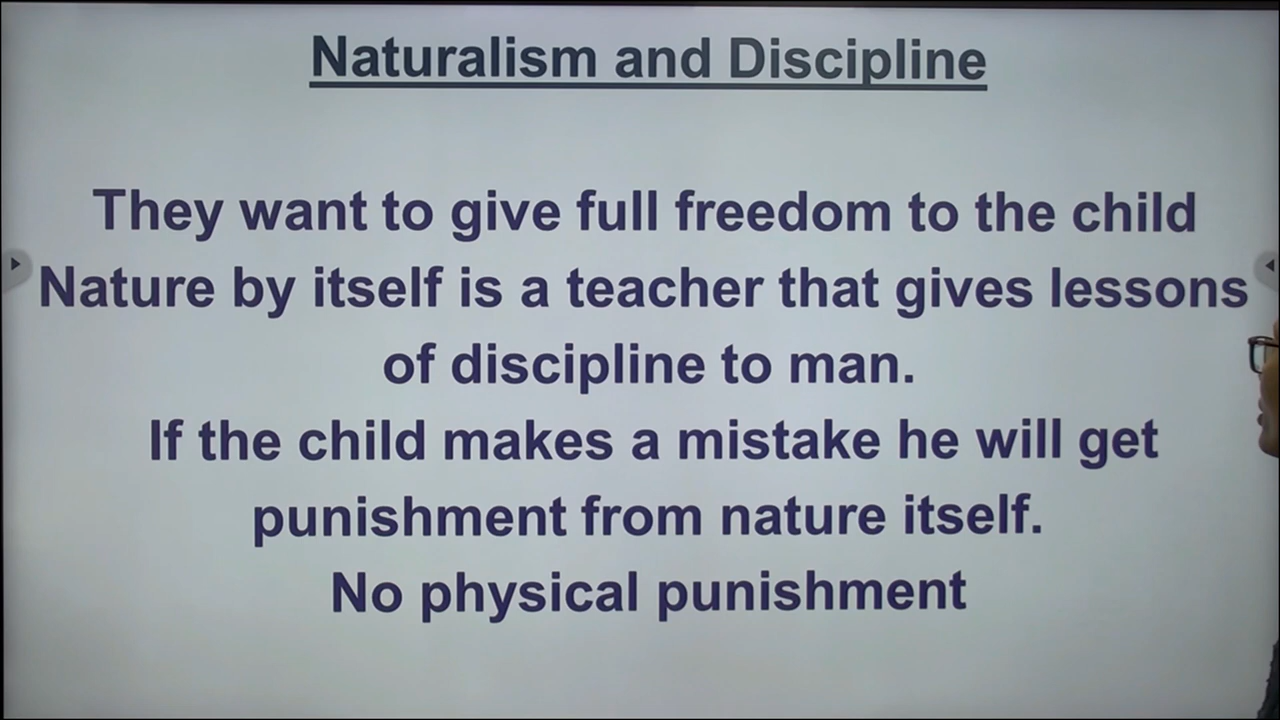 Naturalism and Discipline
They want to give full freedom to the child
Nature by itself is a teacher that gives lessons
of discipline to man.
If the child makes a mistake he will get
punishment from nature itself.
No physical punishment